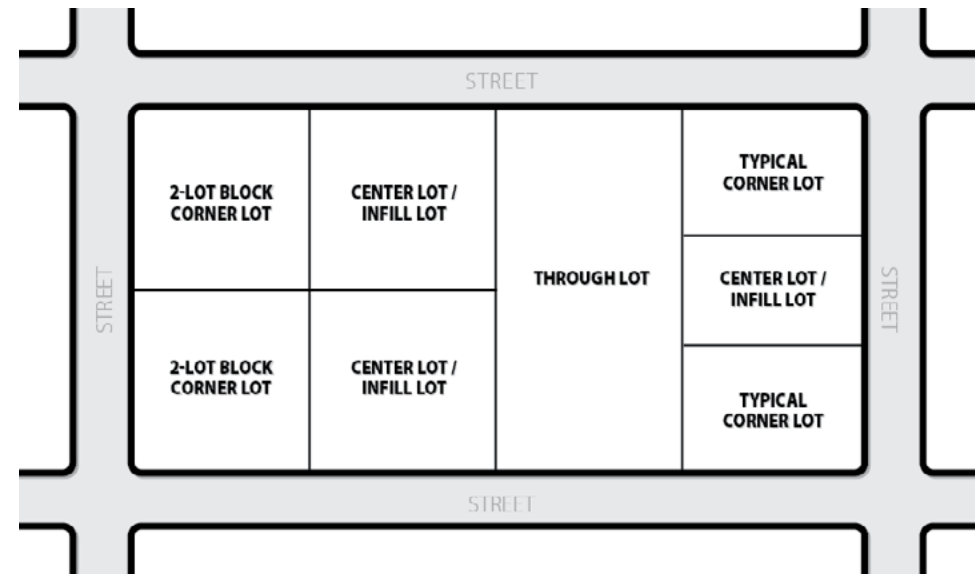 STREET
TYPICAL
CORNER LOT
2-LOT BLOCK
CORNER LOT
CENTER LOT /
INFILL LOT
THROUGH LOT
CENTER LOT /
INFILL LOT
STREET
STREET
2-LOT BLOCK
CORNER LOT
CENTER LOT /
INFILL LOT
TYPICAL
CORNER LOT
STREET